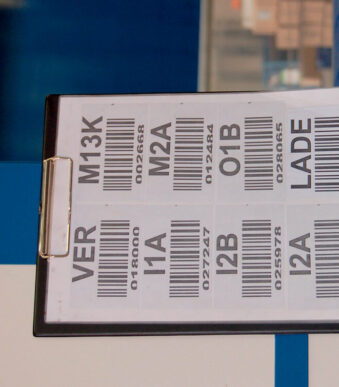 M13K
002668
M2A
012484
O1B
028065
LADE
VER
018000
I1A
027247
I2B
025978
I2A